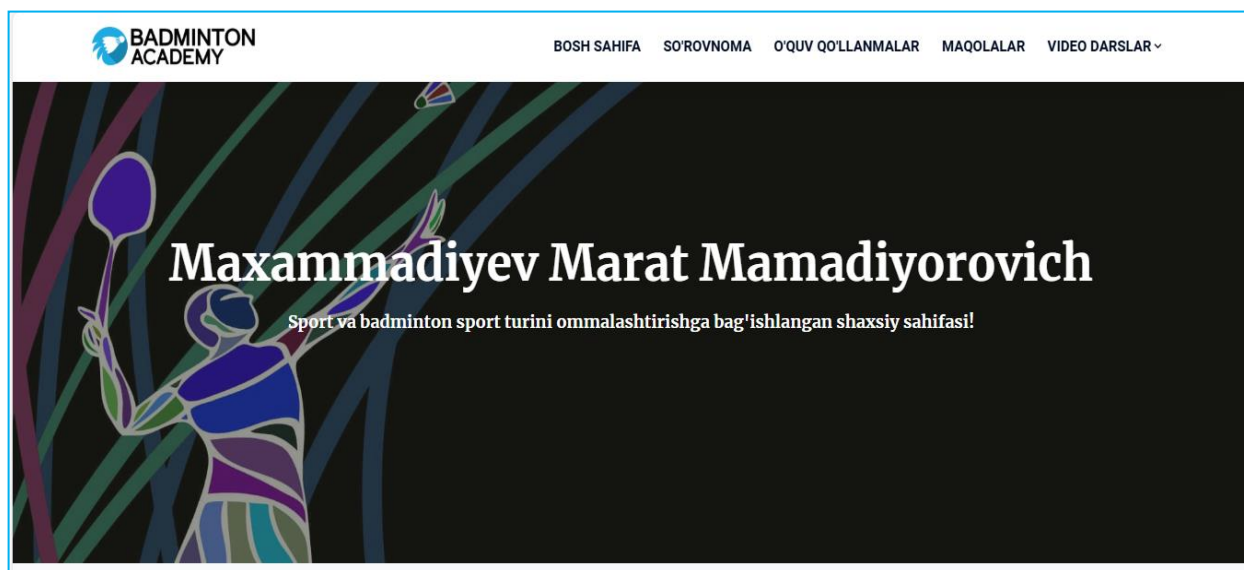 BADMINTON
ACADEMY
BOSH SAHIFA SO'ROVNOMA O'QUV QO'LLANMALAR MAQOLALAR VIDEO DARSLAR
Maxammadiyev Marat Mamadiyorovich
Sport va badminton sport turini ommalashtirishga bag'ishlangan shaxsiy sahifasi!